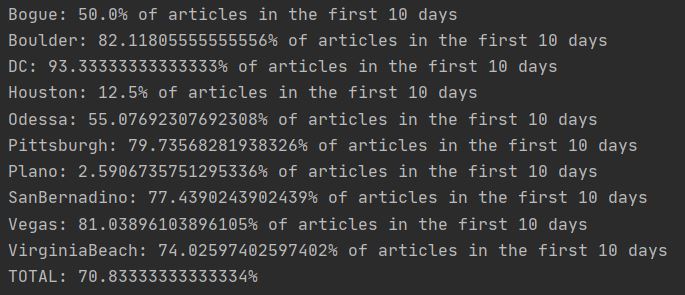 Bogue: 50.0% of articles in the first 10 days
Boulder: 82.11805555555556% of articles in the first 10 days
DC: 93.33333333333333% of articles in the first 10 days
Houston: 12.5% of articles in the first 10 days
Odessa: 55.07692307692308% of articles in the first 10 days
Pittsburgh: 79.73568281938326% of articles in the first 10 days
Plano: 2.5906735751295336% of articles in the first 10 days
SanBernadino: 77.4390243902439% of articles in the first 10 days
Vegas: 81.03896103896105% of articles in the first 10 days
VirginiaBeach: 74.02597402597402% of articles in the first 10 days
TOTAL: 70.83333333333334%